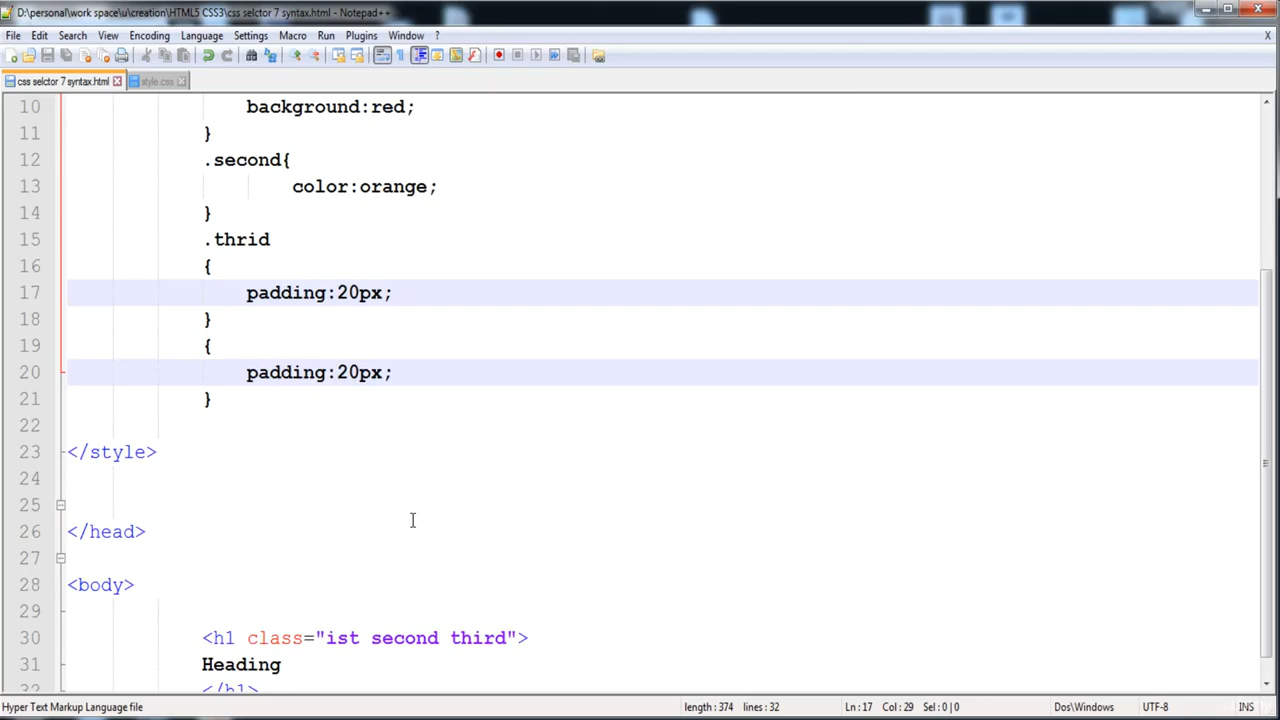 D:\personal\work space\u\creation\HTML5 CSS3\css selctor 7 syntax.html - Notepad++
File Edit Search View Encoding Language Settings Macro Run Plugins Window ? X
css selctor 7 syntax.html style.css
10 background:red;
11 }
12 .second{
13 color:orange;
14 }
15 .thrid
16 {
17 padding:20px;
18 }
19 {
20 padding:20px;
21 }
22
23 </style>
24
25
26 </head>
27
28 <body>
29
30 <h1 class="ist second third">
31 Heading
32 </h1>
Hyper Text Markup Language file length : 374 lines : 32 Ln : 17 Col : 29 Sel : 0 | 0 Dos\Windows UTF-8 INS